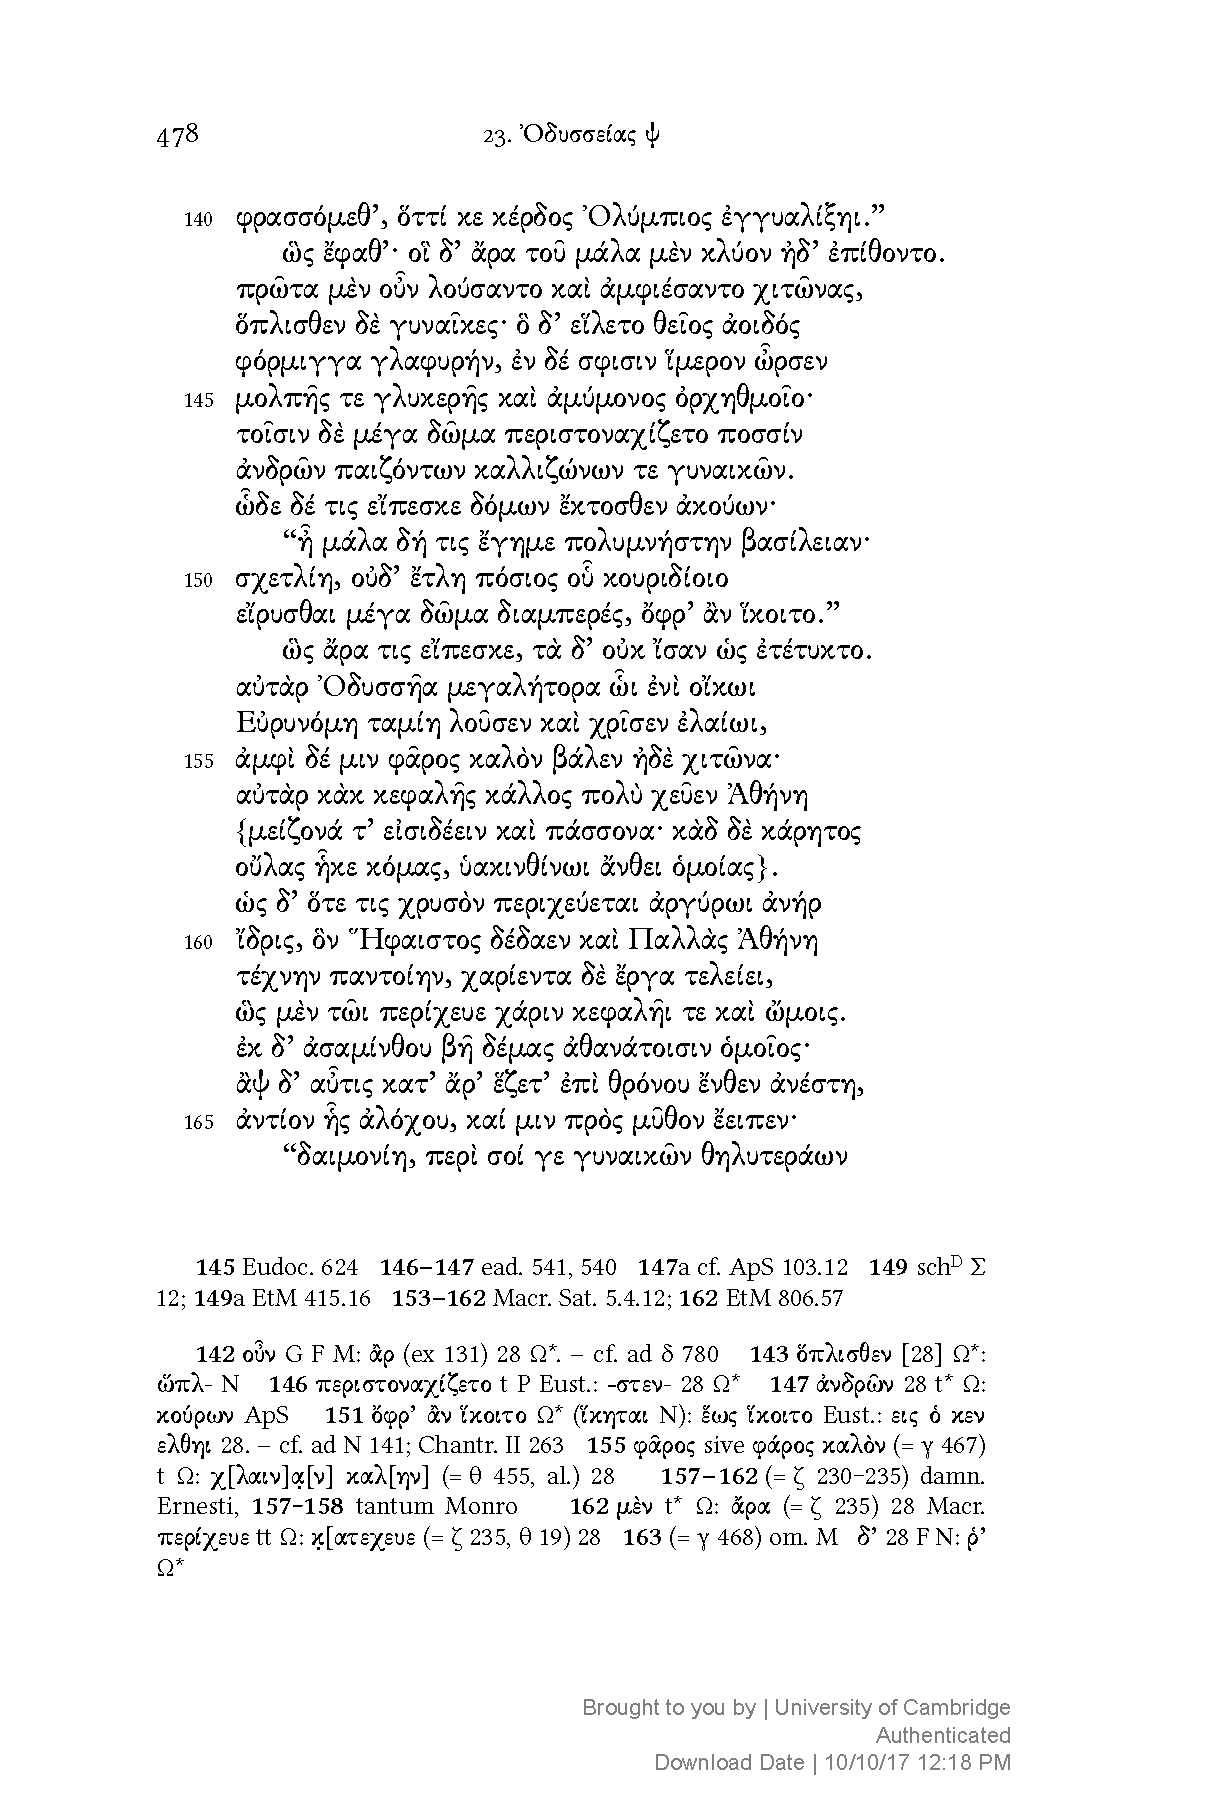 478 23. Ὀδυσσείας ψ
140 φρασσόμεθ’, ὅττί κε κέρδος Ὀλύμπιος ἐγγυαλίξηι.”
ὣς ἔφαθ’· οἳ δ’ ἄρα τοῦ μάλα μὲν κλύον ἠδ’ ἐπίθοντο.
πρῶτα μὲν οὖν λούσαντο καὶ ἀμφιέσαντο χιτῶνας,
ὅπλισθεν δὲ γυναῖκες· ὃ δ’ εἵλετο θεῖος ἀοιδός
φόρμιγγα γλαφυρήν, ἐν δέ σφισιν ἵμερον ὦρσεν
145 μολπῆς τε γλυκερῆς καὶ ἀμύμονος ὀρχηθμοῖο·
τοῖσιν δὲ μέγα δῶμα περιστοναχίζετο ποσσίν
ἀνδρῶν παιζόντων καλλιζώνων τε γυναικῶν.
ὧδε δέ τις εἴπεσκε δόμων ἔκτοσθεν ἀκούων·
“ἦ μάλα δή τις ἔγημε πολυμνήστην βασίλειαν·
150 σχετλίη, οὐδ’ ἔτλη πόσιος οὗ κουριδίοιο
εἴρυσθαι μέγα δῶμα διαμπερές, ὄφρ’ ἂν ἵκοιτο.”
ὣς ἄρα τις εἴπεσκε, τὰ δ’ οὐκ ἴσαν ὡς ἐτέτυκτο.
αὐτὰρ Ὀδυσσῆα μεγαλήτορα ὧι ἐνὶ οἴκωι
Εὐρυνόμη ταμίη λοῦσεν καὶ χρῖσεν ἐλαίωι,
155 ἀμφὶ δέ μιν φᾶρος καλὸν βάλεν ἠδὲ χιτῶνα·
αὐτὰρ κὰκ κεφαλῆς κάλλος πολὺ χεῦεν Ἀθήνη
{μείζονά τ’ εἰσιδέειν καὶ πάσσονα· κὰδ δὲ κάρητος
οὔλας ἧκε κόμας, ὑακινθίνωι ἄνθει ὁμοίας}.
ὡς δ’ ὅτε τις χρυσὸν περιχεύεται ἀργύρωι ἀνήρ
160 ἴδρις, ὃν Ἥφαιστος δέδαεν καὶ Παλλὰς Ἀθήνη
τέχνην παντοίην, χαρίεντα δὲ ἔργα τελείει,
ὣς μὲν τῶι περίχευε χάριν κεφαλῆι τε καὶ ὤμοις.
ἐκ δ’ ἀσαμίνθου βῆ δέμας ἀθανάτοισιν ὁμοῖος·
ἂψ δ’ αὖτις κατ’ ἄρ’ ἕζετ’ ἐπὶ θρόνου ἔνθεν ἀνέστη,
165 ἀντίον ἧς ἀλόχου, καί μιν πρὸς μῦθον ἔειπεν·
“δαιμονίη, περὶ σοί γε γυναικῶν θηλυτεράων
145 Eudoc. 624 146–147 ead. 541, 540 147a cf. ApS 103.12 149 schᴰ Σ
12; 149a EtM 415.16 153–162 Macr. Sat. 5.4.12; 162 EtM 806.57
142 οὖν G F M: ἂρ (ex 131) 28 Ω*. – cf. ad δ 780 143 ὅπλισθεν [28] Ω*:
ὥπλ- N 146 περιστοναχίζετο t P Eust.: -στεν- 28 Ω* 147 ἀνδρῶν 28 t* Ω:
κούρων ApS 151 ὄφρ’ ἂν ἵκοιτο Ω* (ἵκηται N): ἕως ἵκοιτο Eust.: εις ὁ κεν
ελθηι 28. – cf. ad N 141; Chantr. II 263 155 φᾶρος sive φάρος καλὸν (= γ 467)
t Ω: χ[λαιν]α̣[ν] καλ[ην] (= θ 455, al.) 28 157–162 (= ζ 230–235) damn.
Ernesti, 157–158 tantum Monro 162 μὲν t* Ω: ἄρα (= ζ 235) 28 Macr.
περίχευε tt Ω: κ̣[ατεχευε (= ζ 235, θ 19) 28 163 (= γ 468) om. M δ’ 28 F N: ῥ’
Ω*
Brought to you by | University of Cambridge
Authenticated
Download Date | 10/10/17 12:18 PM